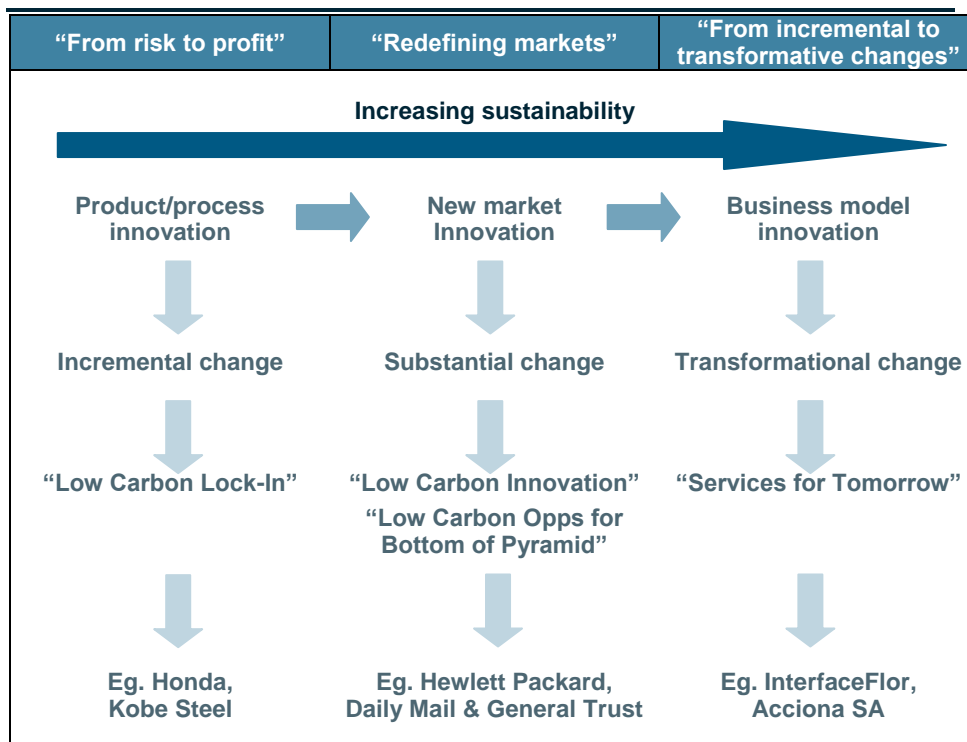 “From risk to profit”
“Redefining markets”
“From incremental to
transformative changes”
Increasing sustainability
Product/process
innovation
New market
Innovation
Business model
innovation
Incremental change
Substantial change
Transformational change
“Low Carbon Lock-In”
“Low Carbon Innovation”
“Low Carbon Opps for
Bottom of Pyramid”
“Services for Tomorrow”
Eg. Honda,
Kobe Steel
Eg. Hewlett Packard,
Daily Mail & General Trust
Eg. InterfaceFlor,
Acciona SA